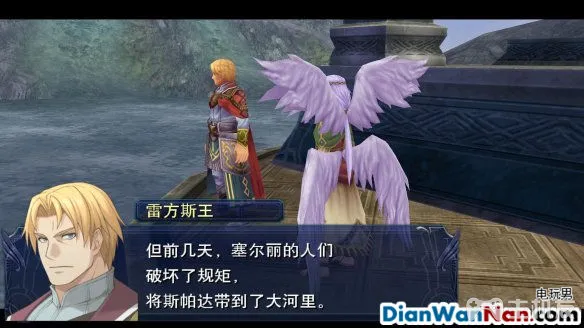 雷方斯王
但前几天，塞尔丽的人们
破坏了规矩，
将斯帕达带到了大河里。
电玩男
DianWanNan.com